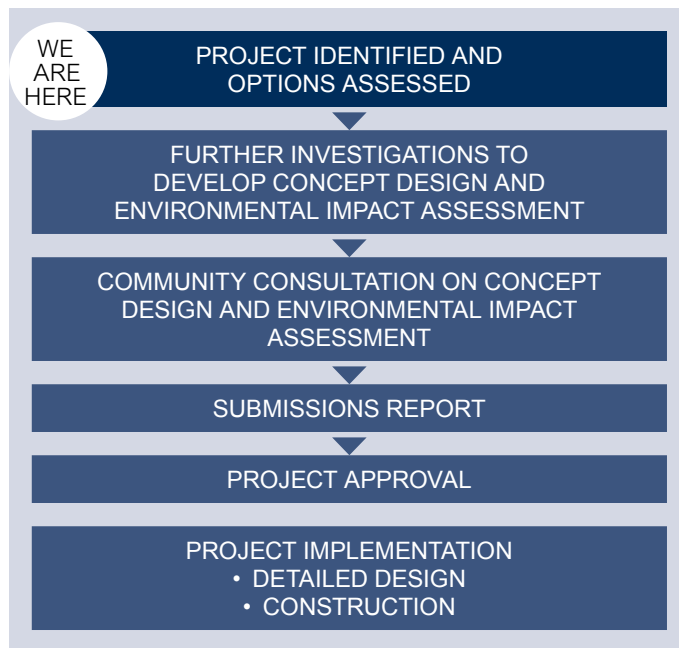 WE
ARE
HERE
PROJECT IDENTIFIED AND
OPTIONS ASSESSED
FURTHER INVESTIGATIONS TO
DEVELOP CONCEPT DESIGN AND
ENVIRONMENTAL IMPACT ASSESSMENT
COMMUNITY CONSULTATION ON CONCEPT
DESIGN AND ENVIRONMENTAL IMPACT
ASSESSMENT
SUBMISSIONS REPORT
PROJECT APPROVAL
PROJECT IMPLEMENTATION
• DETAILED DESIGN
• CONSTRUCTION